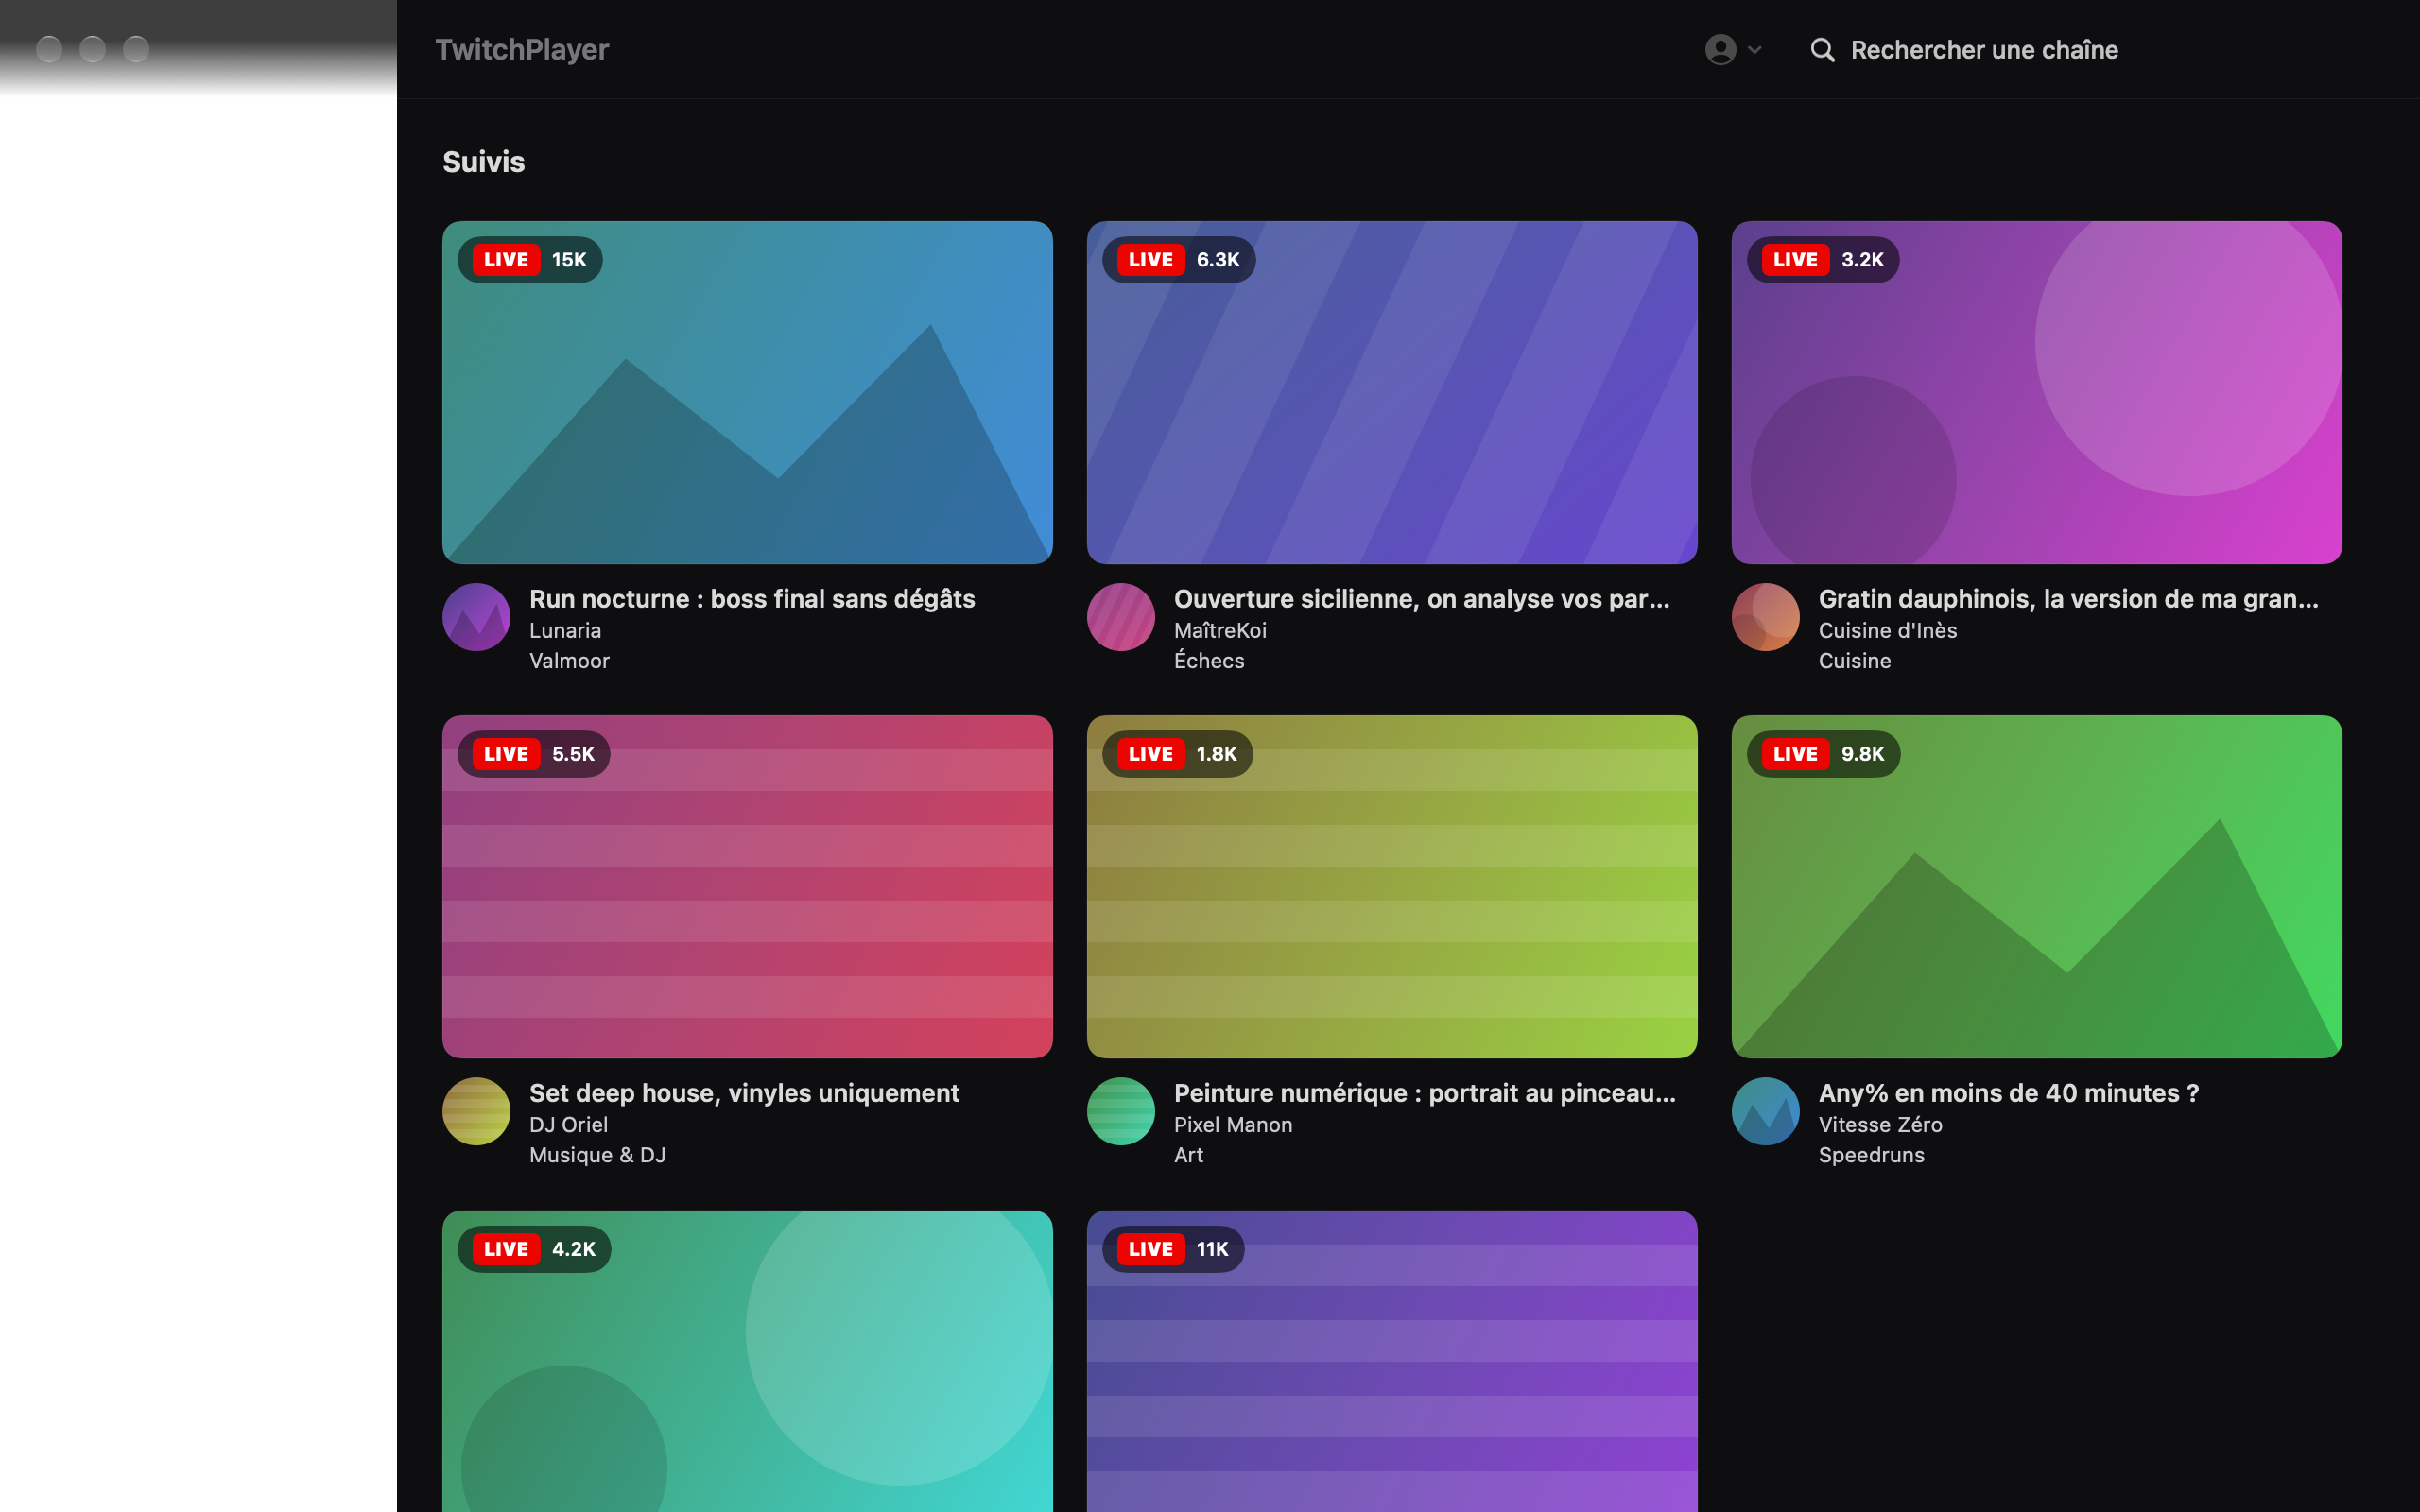 TwitchPlayer
Rechercher une chaîne
Suivis
LIVE 15K
LIVE 6.3K
LIVE 3.2K
Run nocturne : boss final sans dégâts
Lunaria
Valmoor
Ouverture sicilienne, on analyse vos par...
MaîtreKoi
Échecs
Gratin dauphinois, la version de ma gran...
Cuisine d'Inès
Cuisine
LIVE 5.5K
LIVE 1.8K
LIVE 9.8K
Set deep house, vinyles uniquement
DJ Oriel
Musique & DJ
Peinture numérique : portrait au pinceau...
Pixel Manon
Art
Any% en moins de 40 minutes ?
Vitesse Zéro
Speedruns
LIVE 4.2K
LIVE 11K